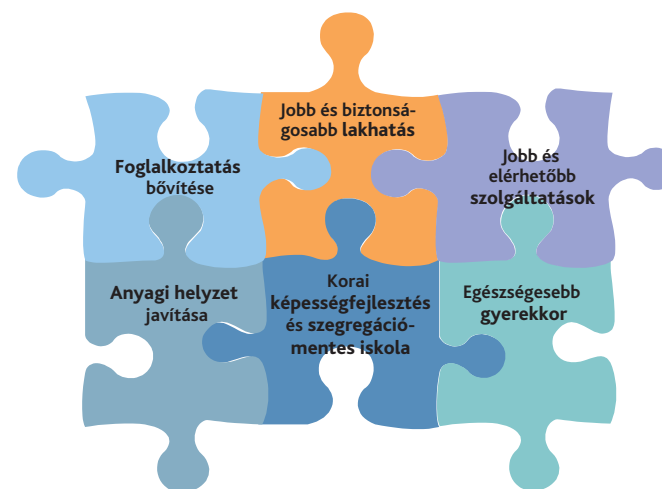 Foglalkoztatás
bővítése
Jobb és biztonsá-
gosabb lakhatás
Jobb és
elérhetőbb
szolgáltatások
Anyagi helyzet
javítása
Korai
képességfejlesztés
és szegregáció-
mentes iskola
Egészségesebb
gyerekkor